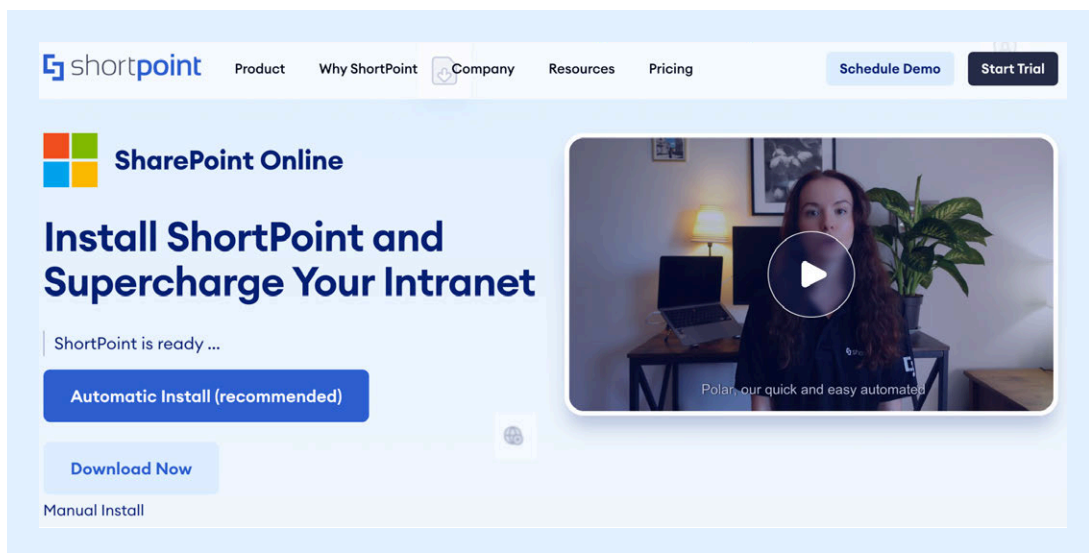 shortpoint
Product Why ShortPoint Company Resources Pricing Schedule Demo Start Trial
SharePoint Online
Install ShortPoint and
Supercharge Your Intranet
ShortPoint is ready ...
Automatic Install (recommended)
Download Now
Manual Install
Polar, our quick and easy automated